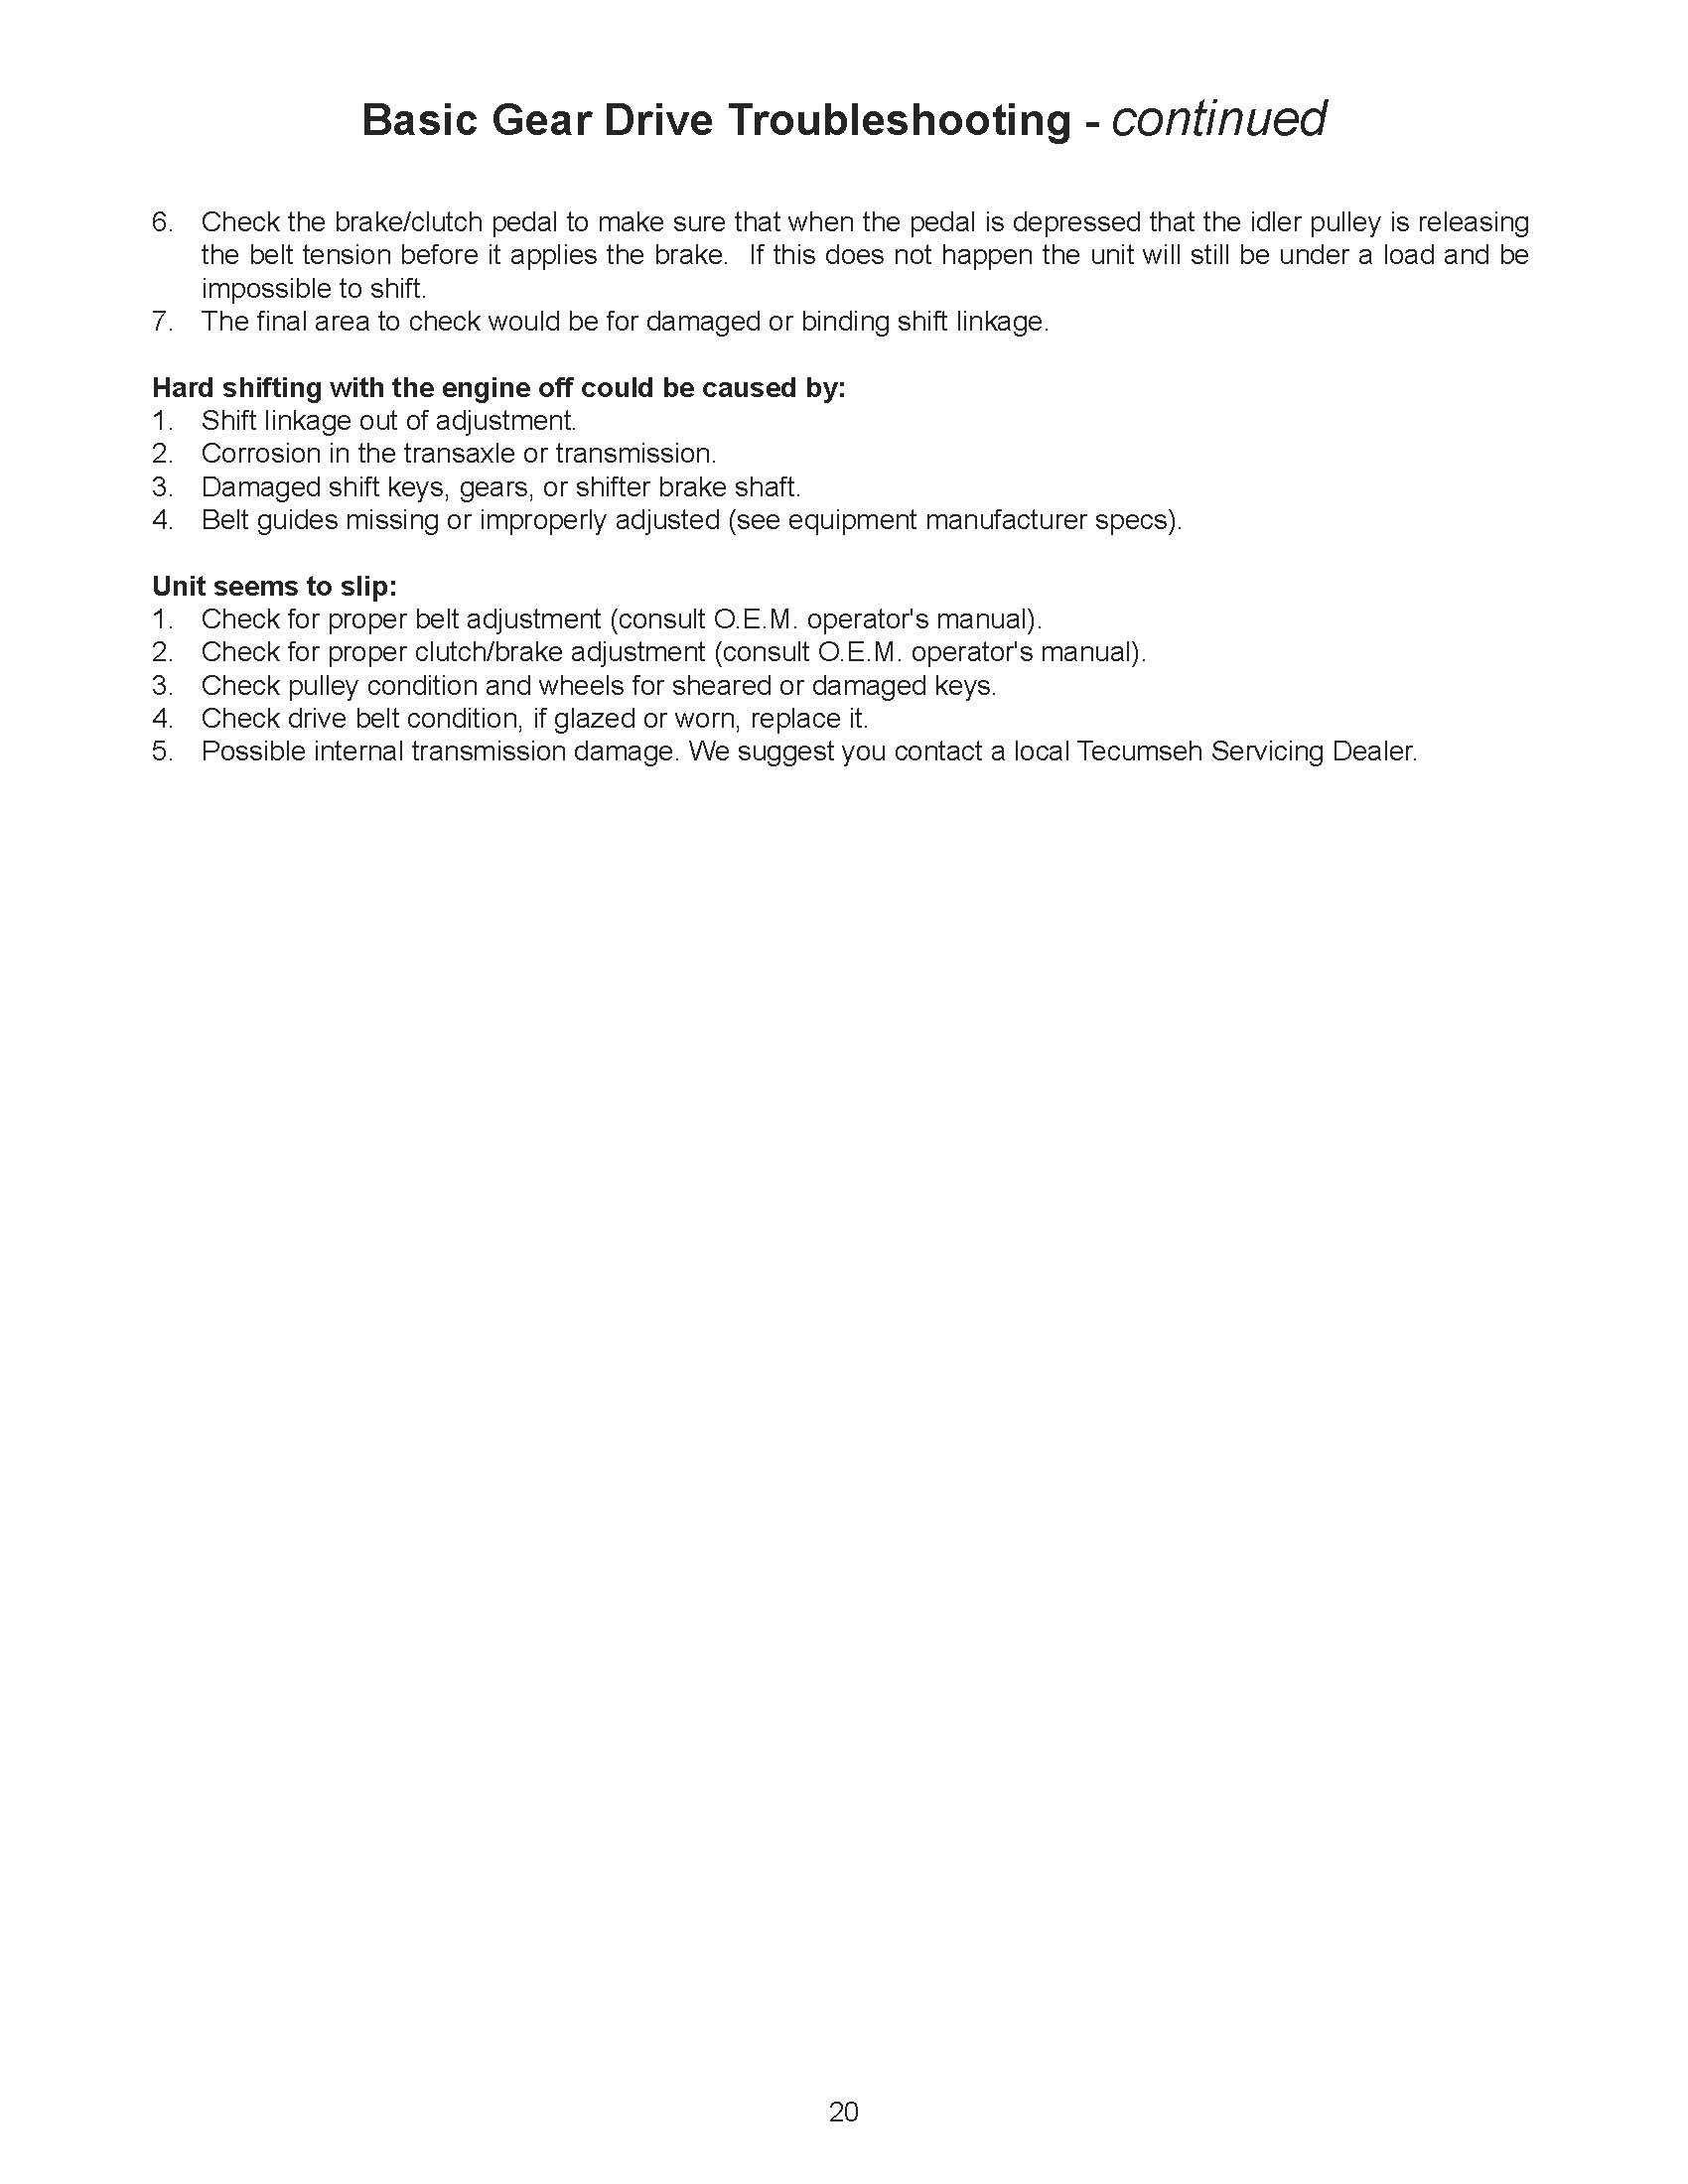 Basic Gear Drive Troubleshooting - continued
6. Check the brake/clutch pedal to make sure that when the pedal is depressed that the idler pulley is releasing
the belt tension before it applies the brake.  If this does not happen the unit will still be under a load and be
impossible to shift.
7. The final area to check would be for damaged or binding shift linkage.
Hard shifting with the engine off could be caused by:
1. Shift linkage out of adjustment.
2. Corrosion in the transaxle or transmission.
3. Damaged shift keys, gears, or shifter brake shaft.
4. Belt guides missing or improperly adjusted (see equipment manufacturer specs).
Unit seems to slip:
1. Check for proper belt adjustment (consult O.E.M. operator's manual).
2. Check for proper clutch/brake adjustment (consult O.E.M. operator's manual).
3. Check pulley condition and wheels for sheared or damaged keys.
4. Check drive belt condition, if glazed or worn, replace it.
5. Possible internal transmission damage. We suggest you contact a local Tecumseh Servicing Dealer.
20